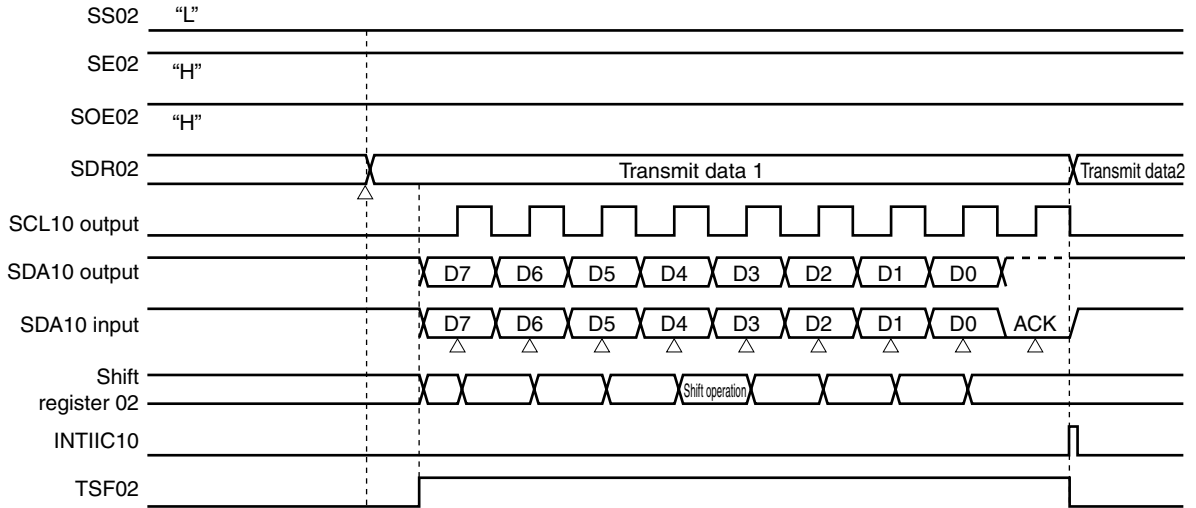 SS02 “L”
SE02 “H”
SOE02 “H”
SDR02 Transmit data 1 Transmit data2
SCL10 output
SDA10 output D7 D6 D5 D4 D3 D2 D1 D0
SDA10 input D7 D6 D5 D4 D3 D2 D1 D0 ACK
Shift
register 02 Shift operation
INTIIC10
TSF02